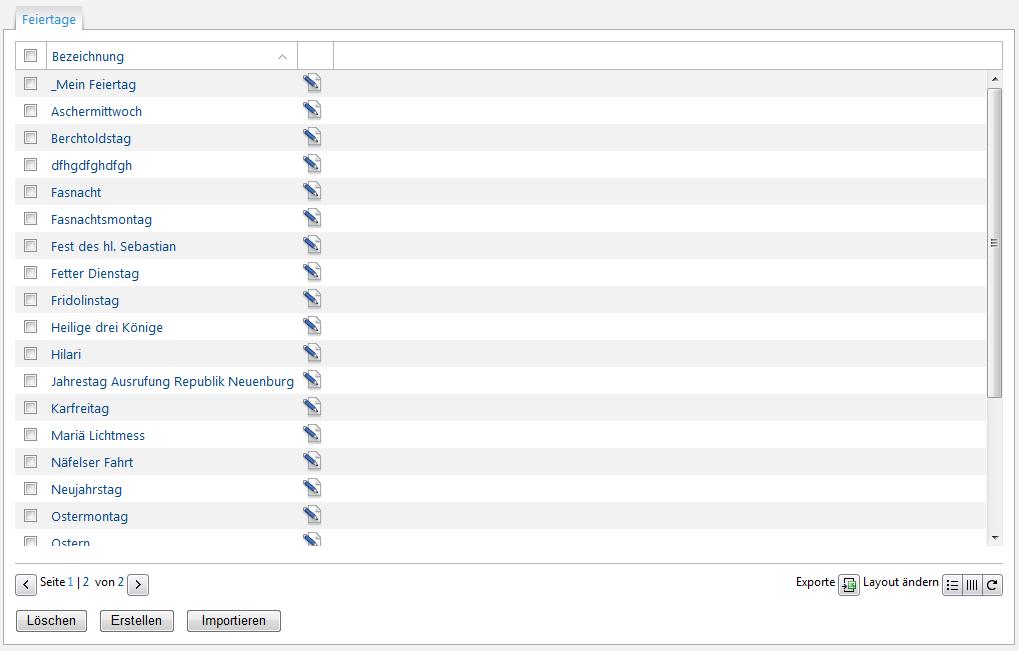 Feiertage
Bezeichnung
_Mein Feiertag
Aschermittwoch
Berchtoldstag
dfhgdfghdfgh
Fasnacht
Fasnachtsmontag
Fest des hl. Sebastian
Fetter Dienstag
Fridolinstag
Heilige drei Könige
Hilari
Jahrestag Ausrufung Republik Neuenburg
Karfreitag
Mariä Lichtmess
Näfelser Fahrt
Neujahrstag
Ostermontag
Ostern
Seite 1 | 2 von 2 Exporte Layout ändern
Löschen Erstellen Importieren